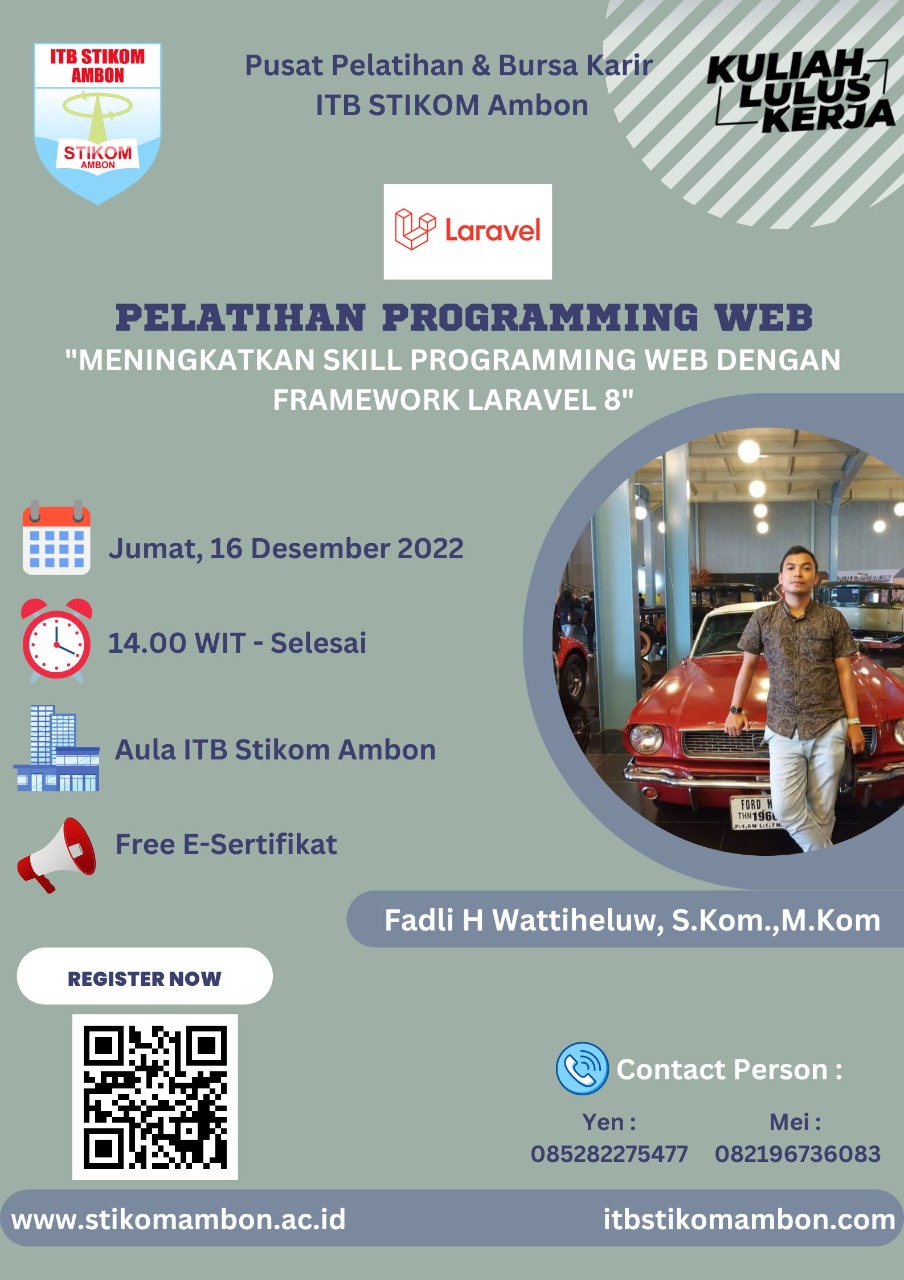 ITB STIKOM
AMBON
STIKOM
AMBON
Pusat Pelatihan & Bursa Karir
ITB STIKOM Ambon
KULIAH
LULUS
KERJA
Laravel
PELATIHAN PROGRAMMING WEB
"MENINGKATKAN SKILL PROGRAMMING WEB DENGAN
FRAMEWORK LARAVEL 8"
Jumat, 16 Desember 2022
14.00 WIT - Selesai
Aula ITB Stikom Ambon
Free E-Sertifikat
FORD
THN 196
Fadli H Wattiheluw, S.Kom.,M.Kom
REGISTER NOW
Contact Person :
Yen :
085282275477
Mei :
082196736083
www.stikomambon.ac.id
itbstikomambon.com